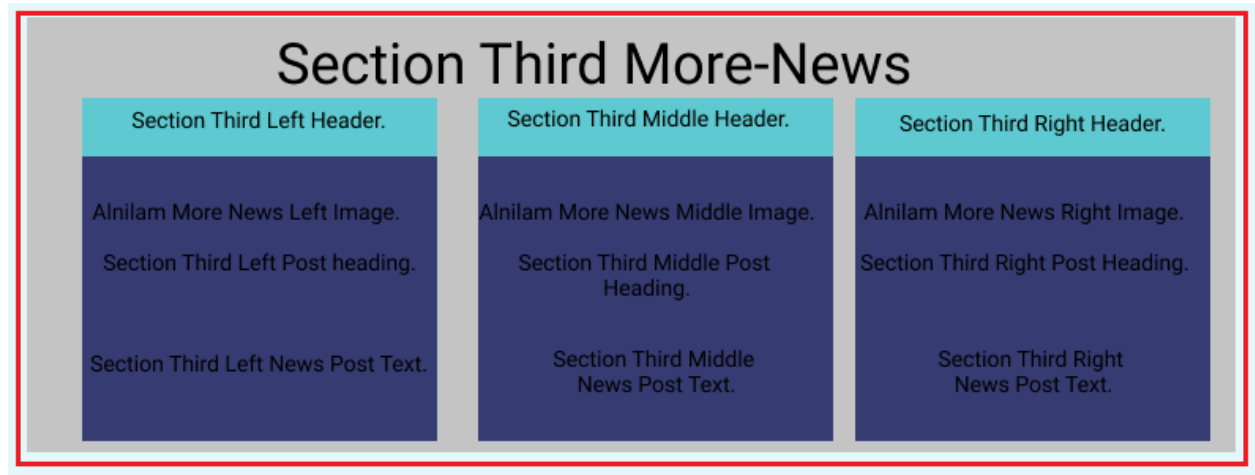 Section Third More-News
Section Third Left Header.
Alnilam More News Left Image.
Section Third Left Post heading.
Section Third Left News Post Text.
Section Third Middle Header.
Alnilam More News Middle Image.
Section Third Middle Post
Heading.
Section Third Middle
News Post Text.
Section Third Right Header.
Alnilam More News Right Image.
Section Third Right Post Heading.
Section Third Right
News Post Text.